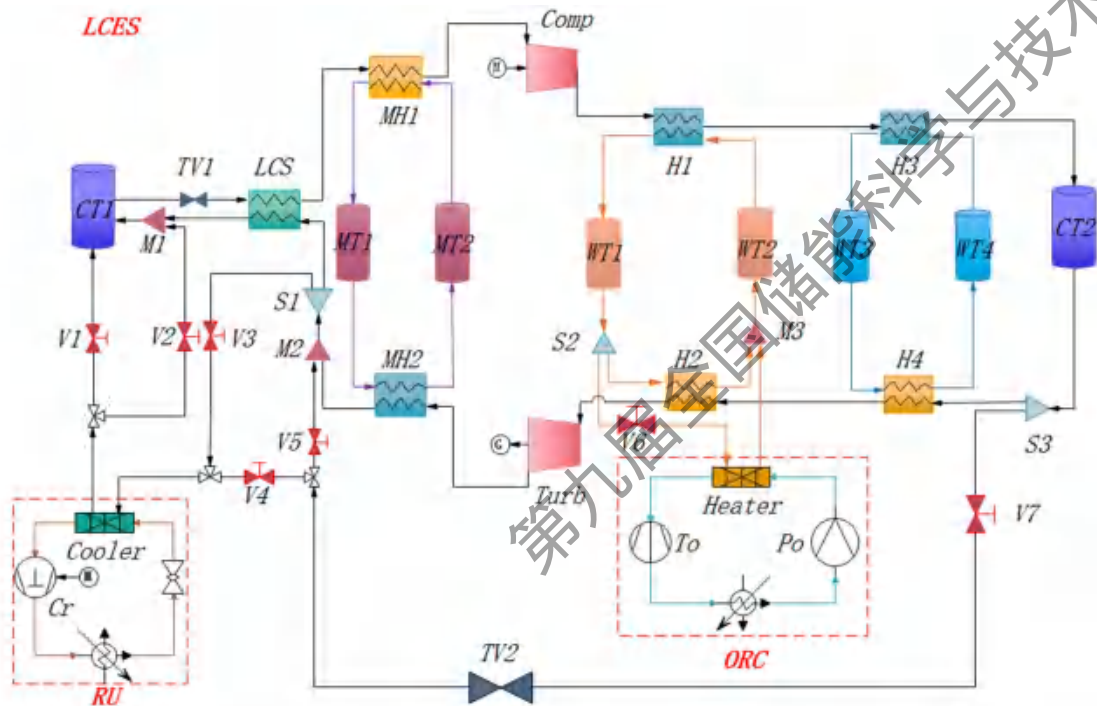 LCES
Comp
M
MH1
H1
H3
TV1
LCS
CT1
M1
MT1
MT2
WT1
WT2
WT3
WT4
CT2
S1
V1
V2
V3
M2
S2
M3
MH2
H2
H4
V5
G
V6
S3
V4
Turb
Heater
V7
Cooler
To
Po
Cr
M
TV2
ORC
RU
第九届全国储能科学与技术